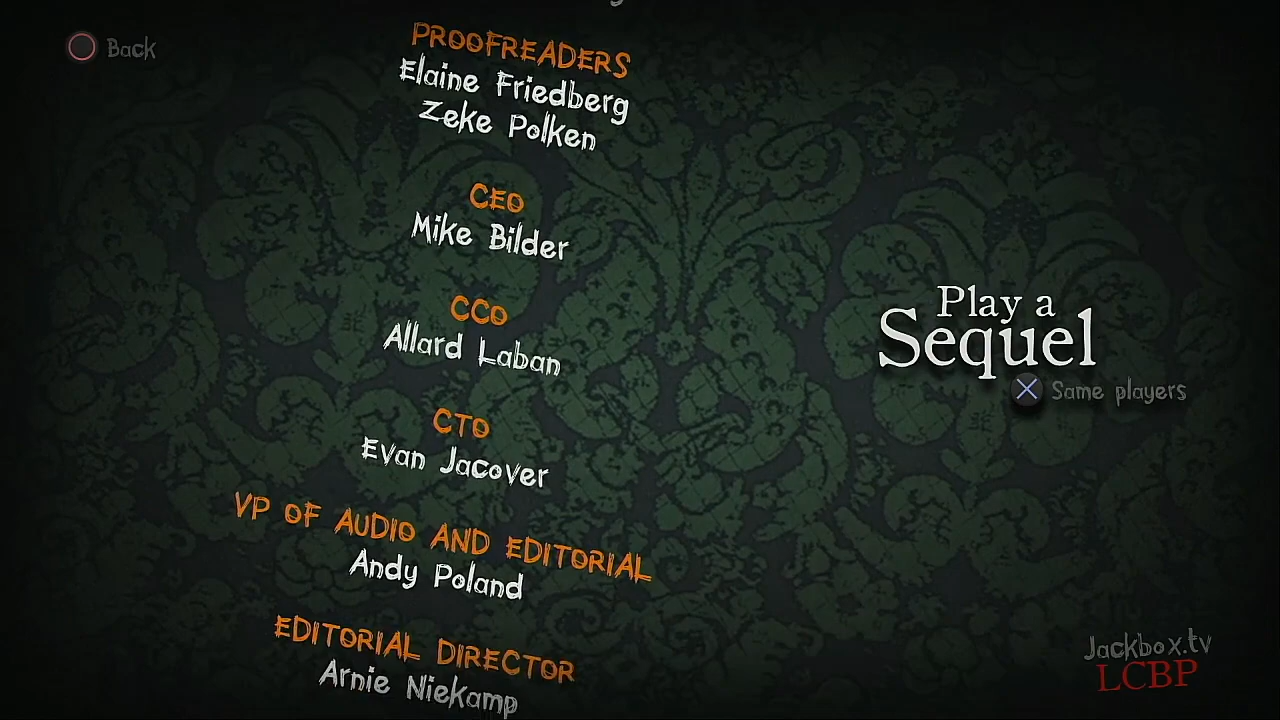 Back
PROOFREADERS
Elaine Friedberg
Zeke Polken
CEO
Mike Bilder
CCO
Allard Laban
CTO
Evan Jacover
VP OF AUDIO AND EDITORIAL
Andy Poland
EDITORIAL DIRECTOR
Arnie Niekamp
Play a
Sequel
Same players
Jackbox.tv
LCBP